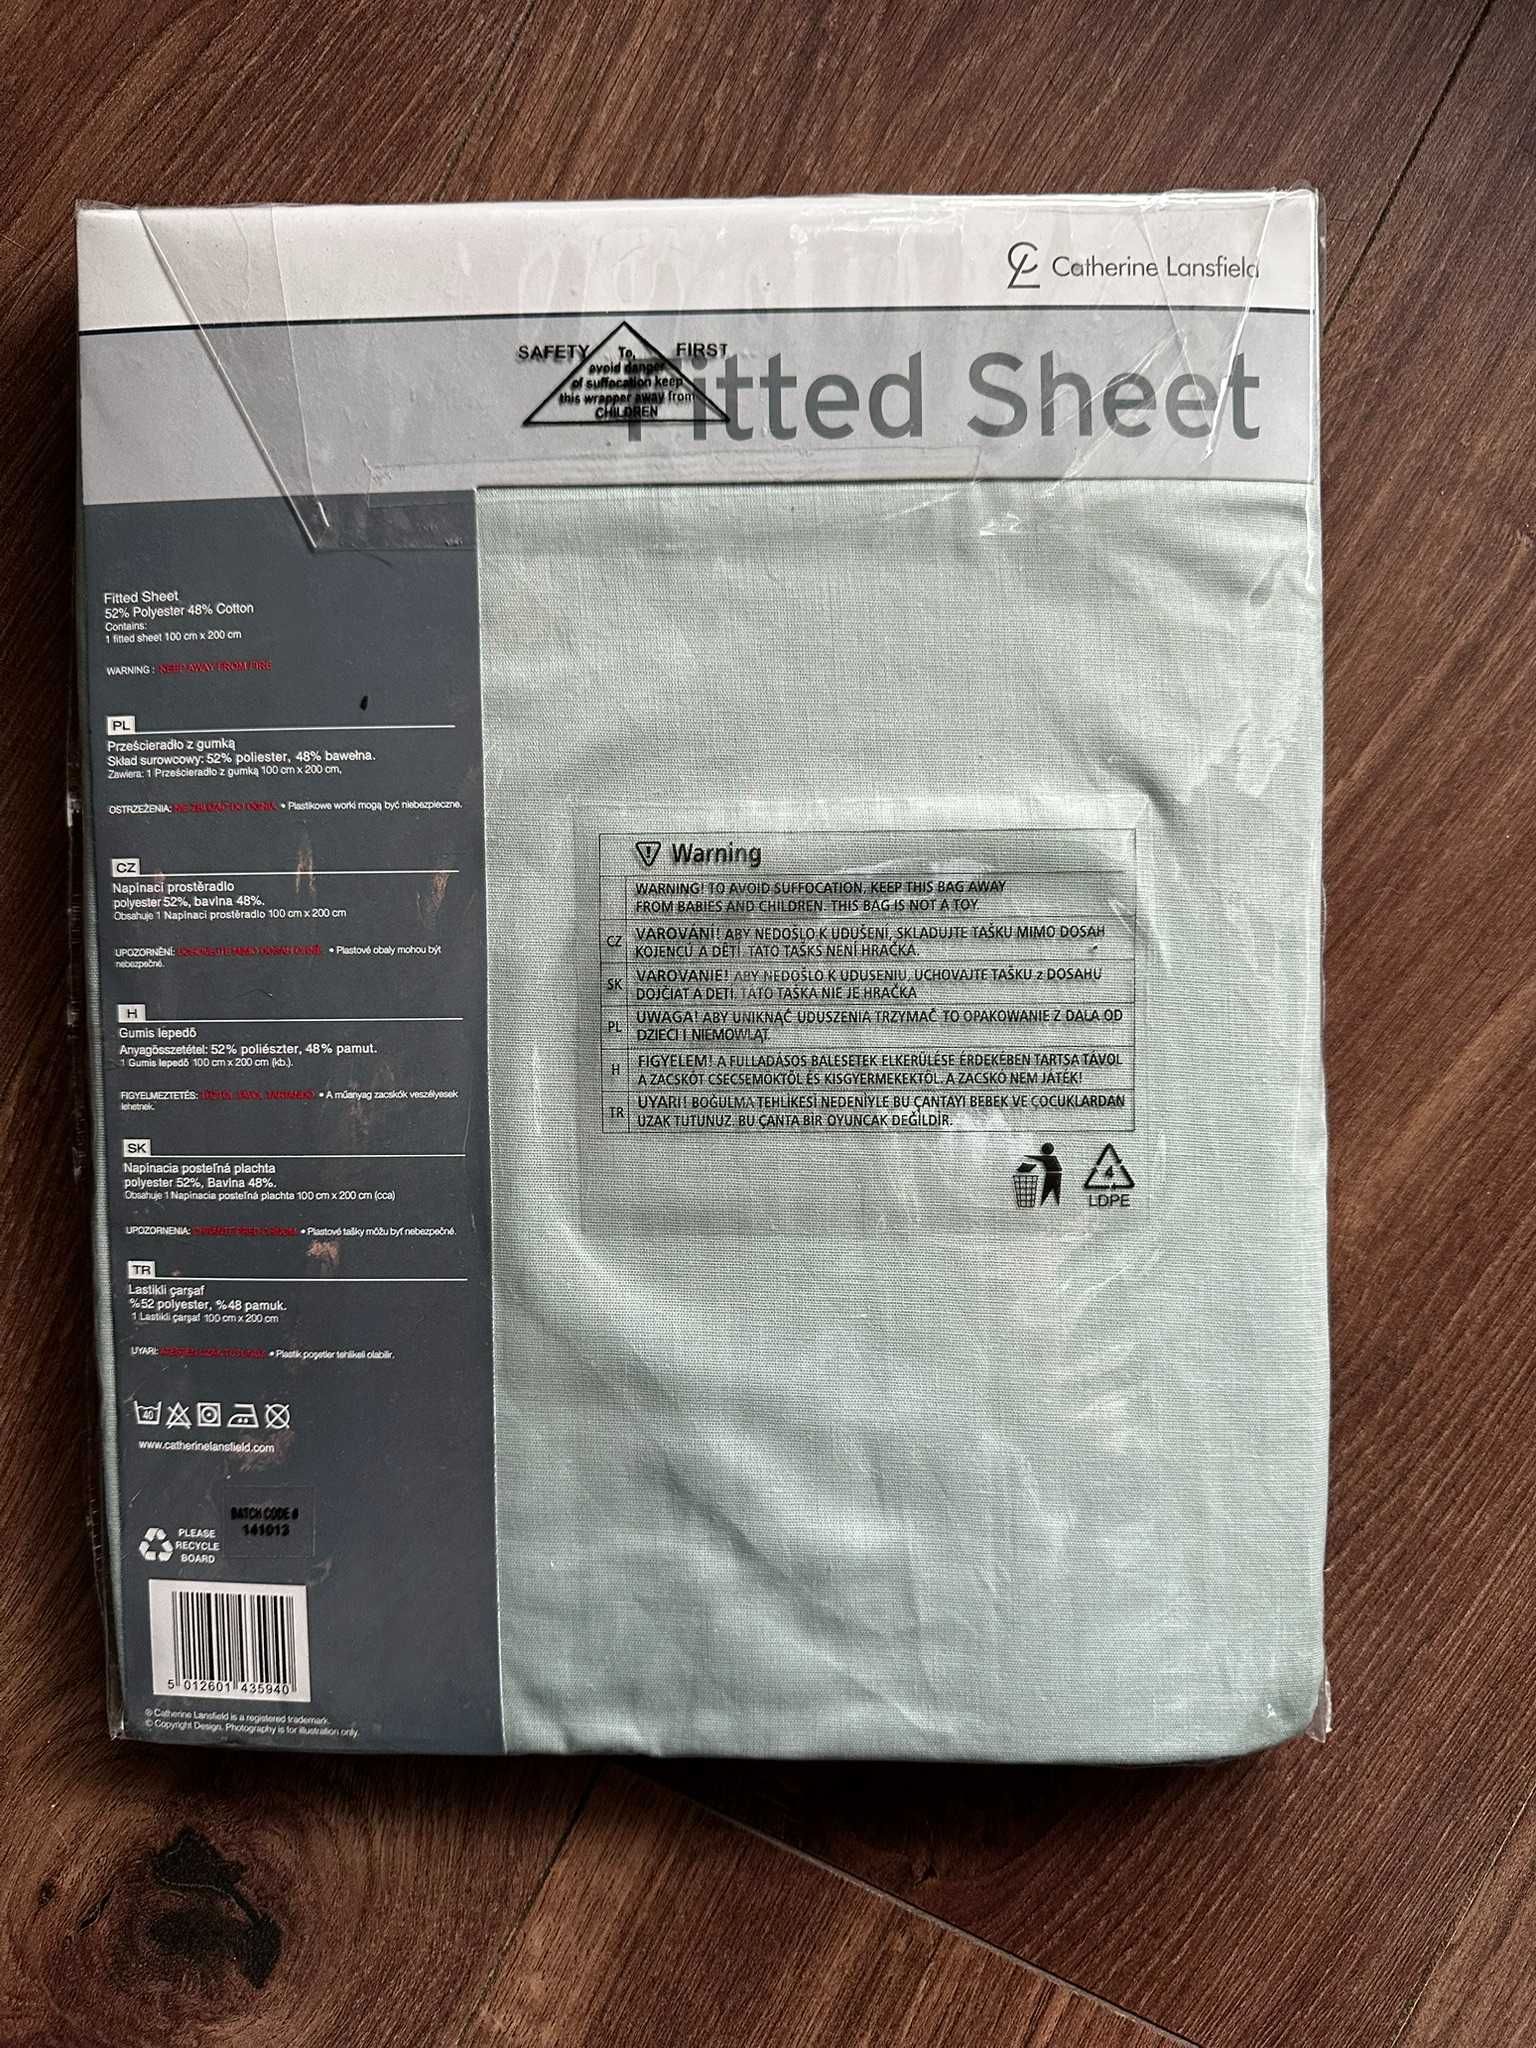 Catherine Lansfield
Fitted Sheet
SAFETY FIRST
To,
avoid danger
of suffocation keep
this wrapper away from
CHILDREN
Fitted Sheet
52% Polyester 48% Cotton
Contains:
1 fitted sheet 100 cm x 200 cm
WARNING : KEEP AWAY FROM FIRE
PL
Prześcieradło z gumką
Skład surowcowy: 52% poliester, 48% bawełna.
Zawiera: 1 Prześcieradło z gumką 100 cm x 200 cm,
OSTRZEŻENIA: • Plastikowe worki mogą być niebezpieczne.
CZ
Napinaci prostěradlo
polyester 52%, bavlna 48%.
Obsahuje 1 Napinaci prostěradlo 100 cm x 200 cm
UPOZORNĚNÍ: • Plastové obaly mohou být
nebezpečné.
H
Gumis lepedő
Anyagösszetétel: 52% poliészter, 48% pamut.
1 Gumis lepedő 100 cm x 200 cm (kb.).
FIGYELMEZTETÉS: • A műanyag zacskók veszélyesek
lehetnek.
SK
Napinacia posteľná plachta
polyester 52%, Bavlna 48%.
Obsahuje 1 Napinacia posteľná plachta 100 cm x 200 cm (cca)
UPOZORNENIA: • Plastové tašky môžu byť nebezpečné.
TR
Lastikli çarşaf
%52 polyester, %48 pamuk.
1 Lastikli çarşaf 100 cm x 200 cm
UYARI: • Plastik poşetler tehlikeli olabilir.
40
www.catherinelansfield.com
BATCH CODE #
141013
PLEASE
RECYCLE
BOARD
5 012601 435940
® Catherine Lansfield is a registered trademark.
© Copyright Design. Photography is for illustration only.
Warning
WARNING! TO AVOID SUFFOCATION, KEEP THIS BAG AWAY
FROM BABIES AND CHILDREN. THIS BAG IS NOT A TOY.
CZ VAROVÁNÍ! ABY NEDOŠLO K UDUŠENÍ, SKLADUJTE TAŠKU MIMO DOSAH
KOJENCŮ A DĚTÍ. TATO TAŠKS NENÍ HRAČKA.
SK VAROVANIE! ABY NEDOŠLO K UDUSENIU, UCHOVAJTE TAŠKU z DOSAHU
DOJČIAT A DETÍ. TÁTO TAŠKA NIE JE HRAČKA
PL UWAGA! ABY UNIKNĄĆ UDUSZENIA TRZYMAĆ TO OPAKOWANIE Z DALA OD
DZIECI I NIEMOWLĄT.
H FIGYELEM! A FULLADÁSOS BALESETEK ELKERÜLÉSE ÉRDEKÉBEN TARTSA TÁVOL
A ZACSKÓT CSECSEMŐKTŐL ÉS KISGYERMEKEKTŐL. A ZACSKÓ NEM JÁTÉK!
TR UYARI! BOĞULMA TEHLİKESİ NEDENİYLE BU ÇANTAYI BEBEK VE ÇOCUKLARDAN
UZAK TUTUNUZ. BU ÇANTA BİR OYUNCAK DEĞİLDİR.
4
LDPE